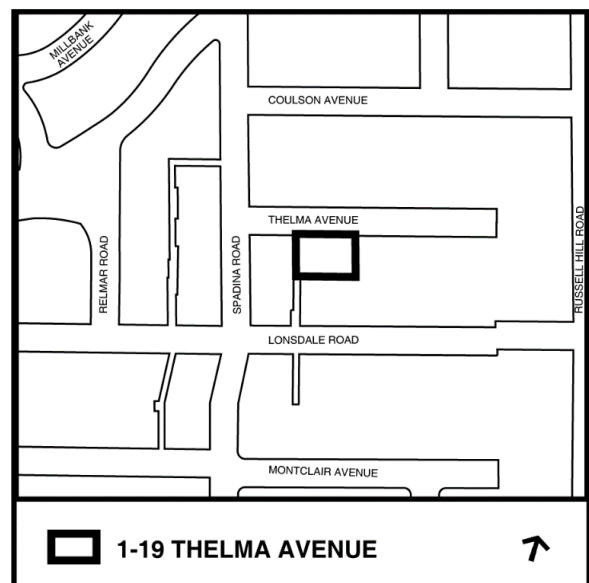 MILLBANK
AVENUE
COULSON AVENUE
THELMA AVENUE
RELMAR ROAD
SPADINA ROAD
RUSSELL HILL ROAD
LONSDALE ROAD
MONTCLAIR AVENUE
1-19 THELMA AVENUE